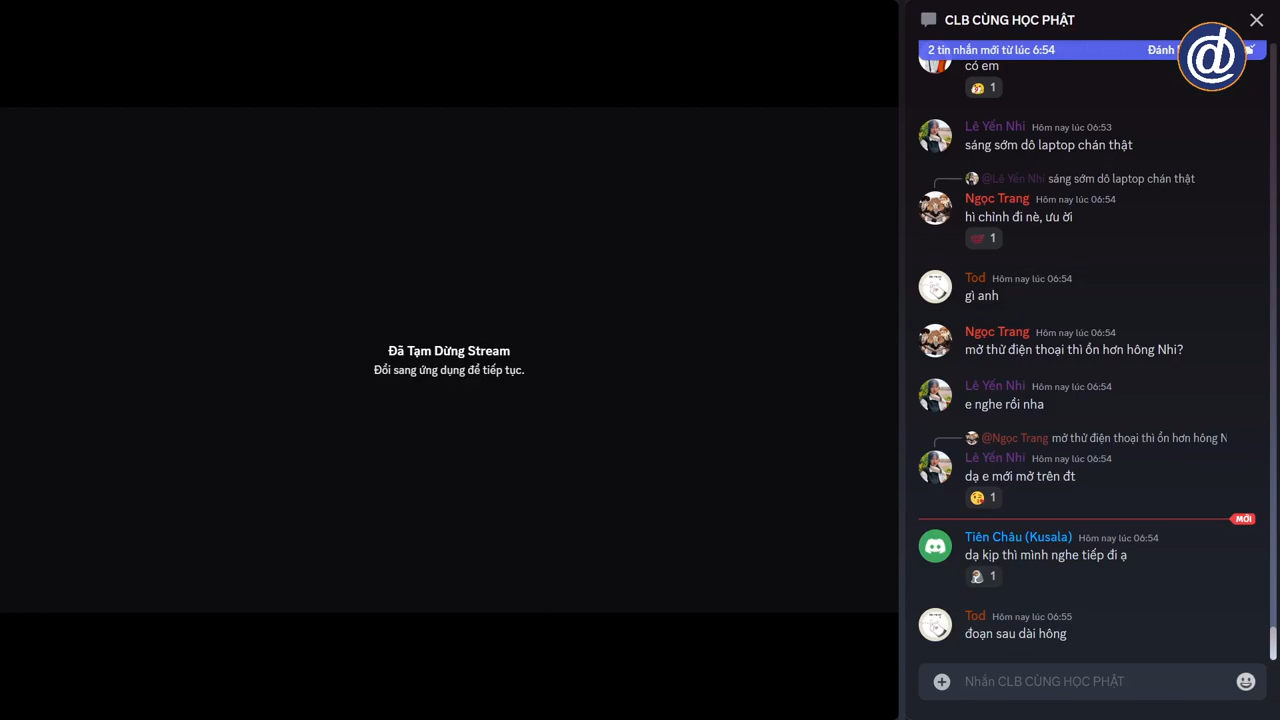 CLB CÙNG HỌC PHẬT
2 tin nhắn mới từ lúc 6:54
Đánh
có em
1
Lê Yến Nhi Hôm nay lúc 06:53
sáng sớm dô laptop chán thật
@Lê Yến Nhi sáng sớm dô laptop chán thật
Ngọc Trang Hôm nay lúc 06:54
hì chỉnh đi nè, ưu ời
1
Tod Hôm nay lúc 06:54
gì anh
Ngọc Trang Hôm nay lúc 06:54
mở thử điện thoại thì ổn hơn hông Nhi?
Lê Yến Nhi Hôm nay lúc 06:54
e nghe rồi nha
@Ngọc Trang mở thử điện thoại thì ổn hơn hông N
Lê Yến Nhi Hôm nay lúc 06:54
dạ e mới mở trên đt
1
MỚI
Tiên Châu (Kusala) Hôm nay lúc 06:54
dạ kịp thì mình nghe tiếp đi ạ
1
Tod Hôm nay lúc 06:55
đoạn sau dài hông
Nhắn CLB CÙNG HỌC PHẬT
Đã Tạm Dừng Stream
Đổi sang ứng dụng để tiếp tục.